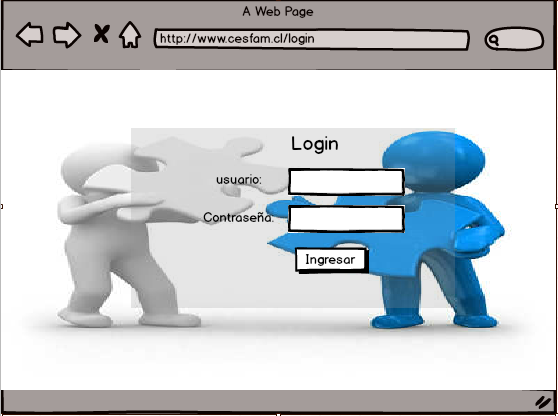 A Web Page
http://www.cesfam.cl/login
Login
usuario:
Contraseña:
Ingresar